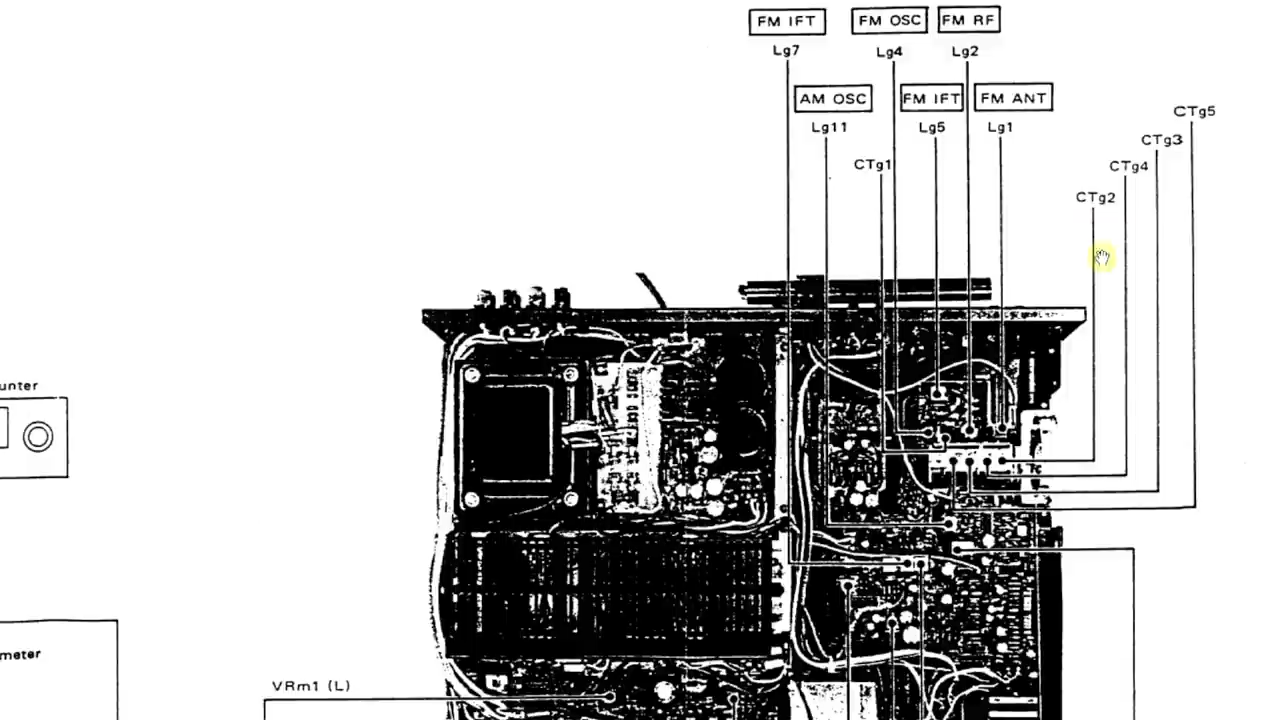 FM IFT
FM OSC
FM RF
Lg7
Lg4
Lg2
AM OSC
FM IFT
FM ANT
Lg11
Lg5
Lg1
CTg5
CTg3
CTg1
CTg4
CTg2
unter
meter
VRm1 (L)